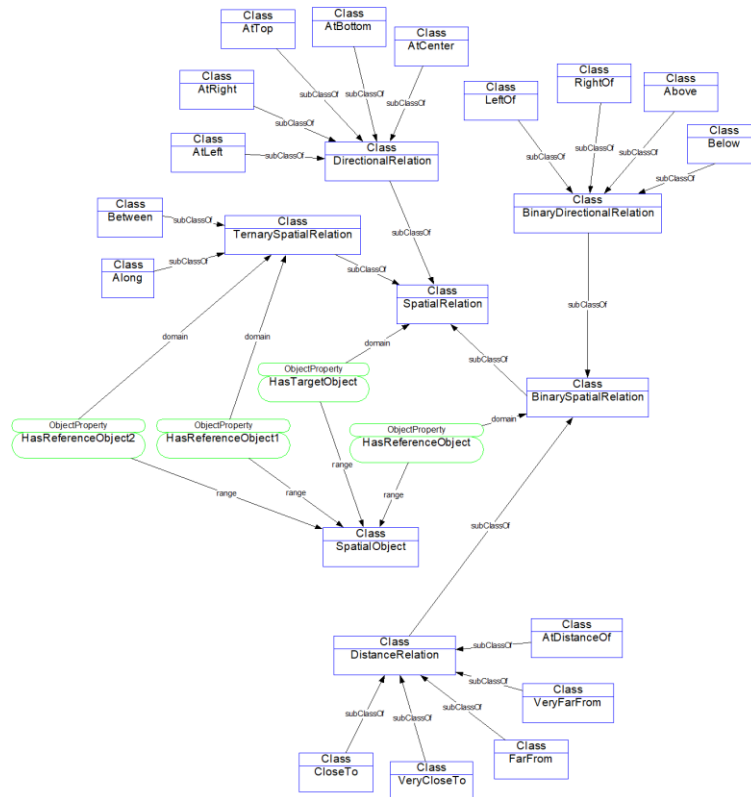 Class
AtTop
Class
AtBottom
Class
AtCenter
Class
AtRight
Class
AtLeft
subClassOf
subClassOf
subClassOf
subClassOf
subClassOf
Class
DirectionalRelation
Class
LeftOf
Class
RightOf
Class
Above
Class
Below
subClassOf
subClassOf
subClassOf
subClassOf
Class
BinaryDirectionalRelation
Class
Between
Class
Along
subClassOf
subClassOf
Class
TernarySpatialRelation
subClassOf
subClassOf
Class
SpatialRelation
subClassOf
subClassOf
domain
domain
domain
domain
ObjectProperty
HasTargetObject
Class
BinarySpatialRelation
ObjectProperty
HasReferenceObject2
ObjectProperty
HasReferenceObject1
ObjectProperty
HasReferenceObject
range
range
range
range
Class
SpatialObject
subClassOf
Class
DistanceRelation
subClassOf
Class
AtDistanceOf
subClassOf
Class
VeryFarFrom
subClassOf
subClassOf
subClassOf
Class
CloseTo
Class
VeryCloseTo
Class
FarFrom